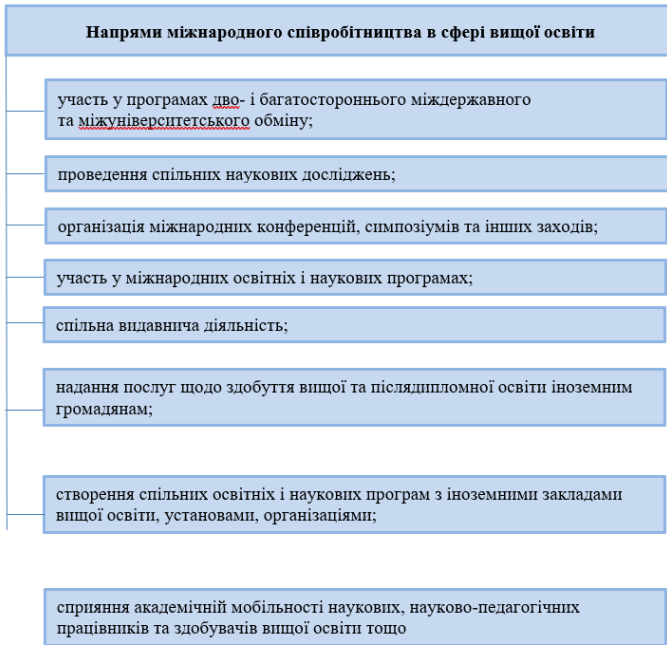 Напрями міжнародного співробітництва в сфері вищої освіти
участь у програмах дво- і багатостороннього міждержавного
та міжуніверситетського обміну;
проведення спільних наукових досліджень;
організація міжнародних конференцій, симпозіумів та інших заходів;
участь у міжнародних освітніх і наукових програмах;
спільна видавнича діяльність;
надання послуг щодо здобуття вищої та післядипломної освіти іноземним
громадянам;
створення спільних освітніх і наукових програм з іноземними закладами
вищої освіти, установами, організаціями;
сприяння академічній мобільності наукових, науково-педагогічних
працівників та здобувачів вищої освіти тощо